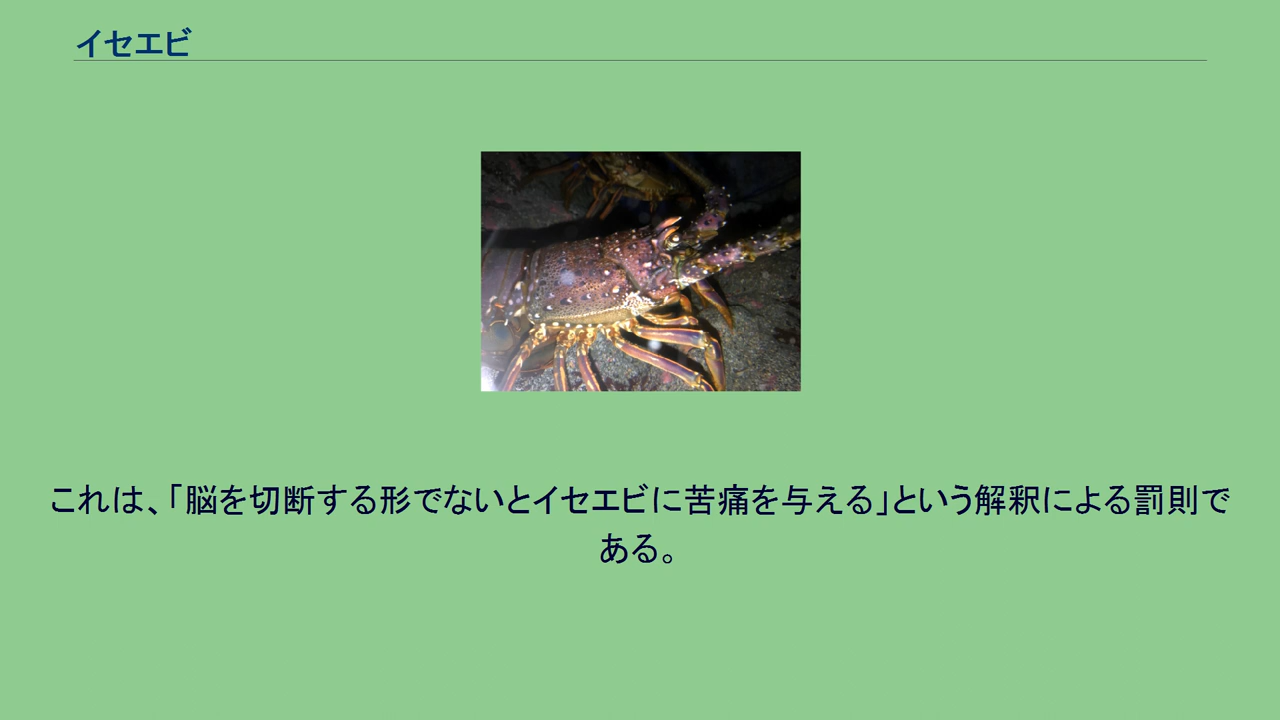 イセエビ
これは、「脳を切断する形でないとイセエビに苦痛を与える」という解釈による罰則で
ある。